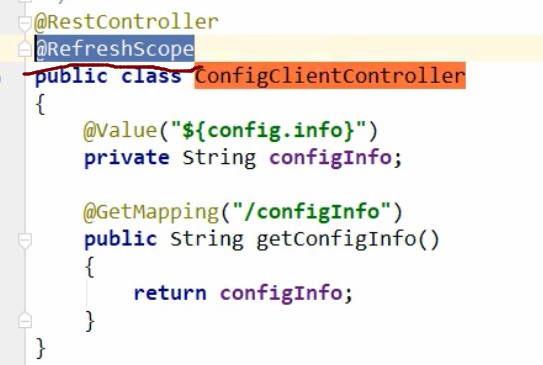 @RestController
@RefreshScope
public class ConfigClientController
{
    @Value("${config.info}")
    private String configInfo;

    @GetMapping("/configInfo")
    public String getConfigInfo()
    {
        return configInfo;
    }
}